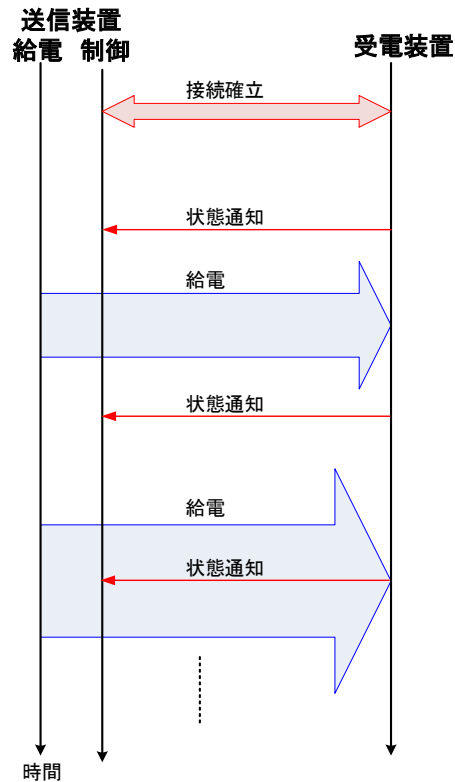 送信装置
給電 制御
受電装置
接続確立
状態通知
給電
状態通知
給電
状態通知
時間